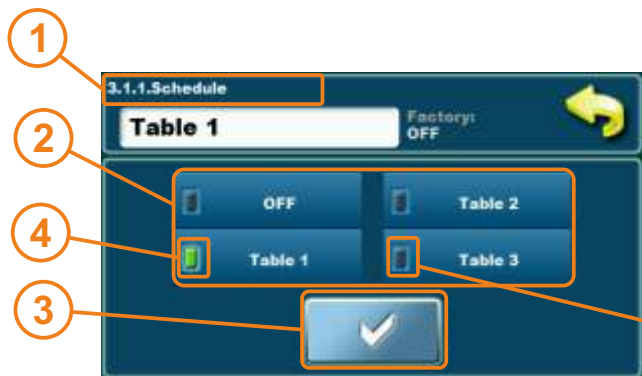 1
3.1.1.Schedule
Table 1
Factory:
OFF
2
OFF
Table 2
4
Table 1
Table 3
3